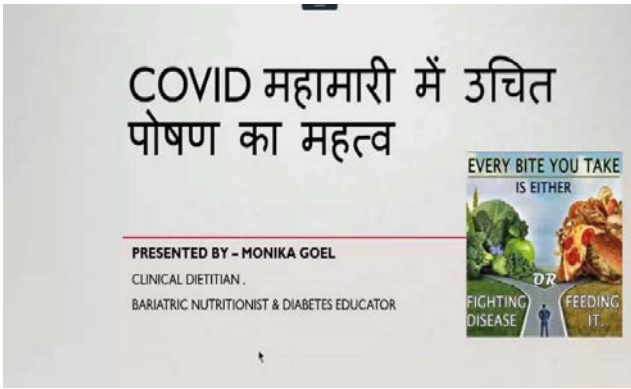 COVID महामारी में उचित
पोषण का महत्व
PRESENTED BY – MONIKA GOEL
CLINICAL DIETITIAN .
BARIATRIC NUTRITIONIST & DIABETES EDUCATOR
EVERY BITE YOU TAKE
IS EITHER
OR
FIGHTING
DISEASE
FEEDING
IT.